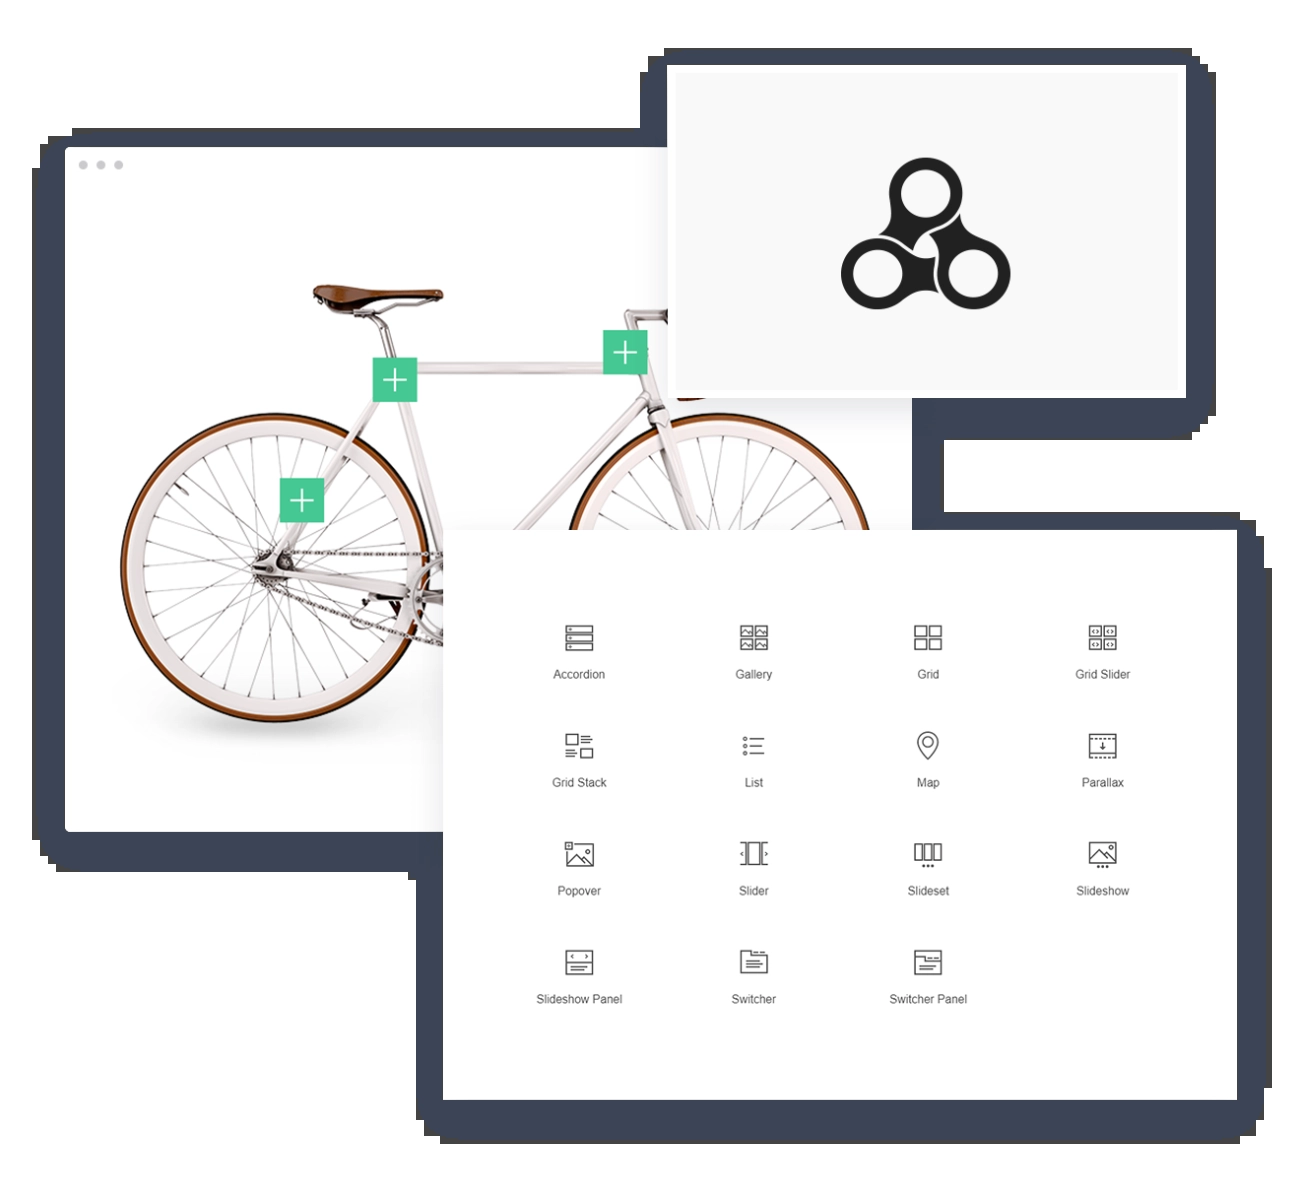 Accordion
Gallery
Grid
Grid Slider
Grid Stack
List
Map
Parallax
Popover
Slider
Slideset
Slideshow
Slideshow Panel
Switcher
Switcher Panel